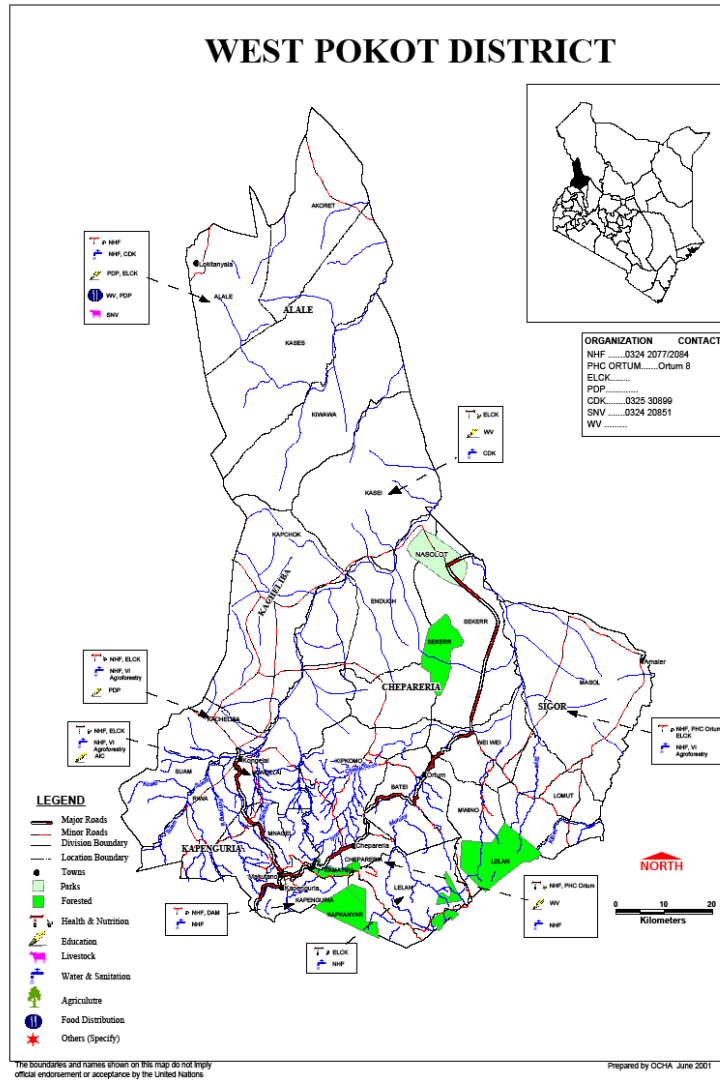 WEST POKOT DISTRICT
AKORET
Lokitanyala
ALALE
ALALE
KASES
KIWAWA
KASEI
NHF
NHF, CDK
PDP, ELCK
WV, PDP
SNV
ORGANIZATION CONTACT
NHF .......0324 2077/2084
PHC ORTUM.......Ortum 8
ELCK........
PDP.............
CDK........0325 30899
SNV .......0324 20851
WV .........
ELCK
WV
CDK
KAPCHOK
KACHELIBA
NASOLOT
ENDUGH
SEKERR
SEKERR
Amaler
MASOL
CHEPARERIA
SIGOR
NHF, ELCK
NHF, VI
Agroforestry
PDP
KACHELIBA
NHF, ELCK
NHF, VI
Agroforestry
AIC
NHF, PHC Ortum
ELCK
NHF, VI
Agroforestry
WEI WEI
Kongelai
KIPKOMO
SUAM
Ortum
BATEI
LOMUT
RIWA
MWINO
MNAGEI
KAPENGURIA
Chepareria
CHEPARERIA
LELAN
Makutano
Kapenguria
KAPENGURIA
LELAN
KAPKANYAR
NHF, DAM
NHF
ELCK
NHF
NHF, PHC Ortum
WV
NHF
NORTH
0 10 20
Kilometers
LEGEND
Major Roads
Minor Roads
Division Boundary
Location Boundary
Towns
Parks
Forested
Health & Nutrition
Education
Livestock
Water & Sanitation
Agriculutre
Food Distribution
Others (Specify)
The boundaries and names shown on this map do not imply
official endorsement or acceptance by the United Nations
Prepared by OCHA June 2001